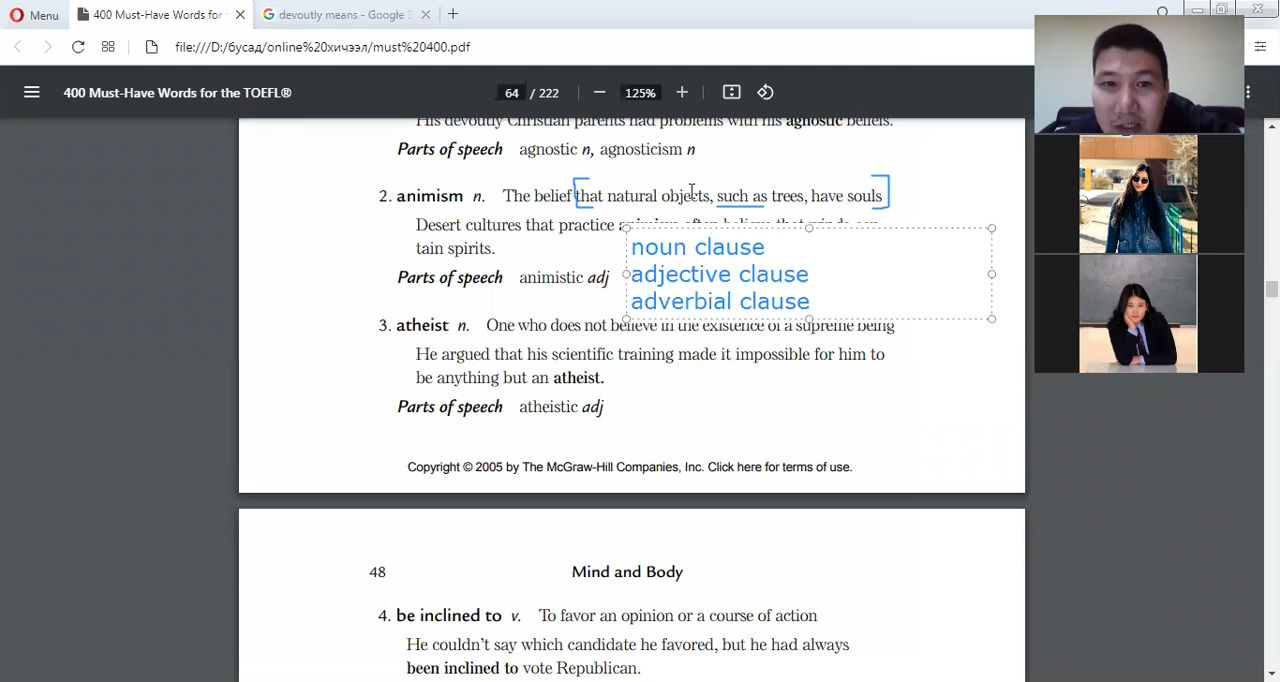 Menu
400 Must-Have Words for
devoutly means - Google S
file:///D:/бусад/online%20хичээл/must%20400.pdf
400 Must-Have Words for the TOEFL®
64 / 222
125%
His devoutly Christian parents had problems with his agnostic beliefs.
Parts of speech agnostic n, agnosticism n
2. animism n. The belief that natural objects, such as trees, have souls
Desert cultures that practice animism often believe that winds con-
tain spirits.
noun clause
adjective clause
adverbial clause
Parts of speech animistic adj
3. atheist n. One who does not believe in the existence of a supreme being
He argued that his scientific training made it impossible for him to
be anything but an atheist.
Parts of speech atheistic adj
Copyright © 2005 by The McGraw-Hill Companies, Inc. Click here for terms of use.
48 Mind and Body
4. be inclined to v. To favor an opinion or a course of action
He couldn't say which candidate he favored, but he had always
been inclined to vote Republican.